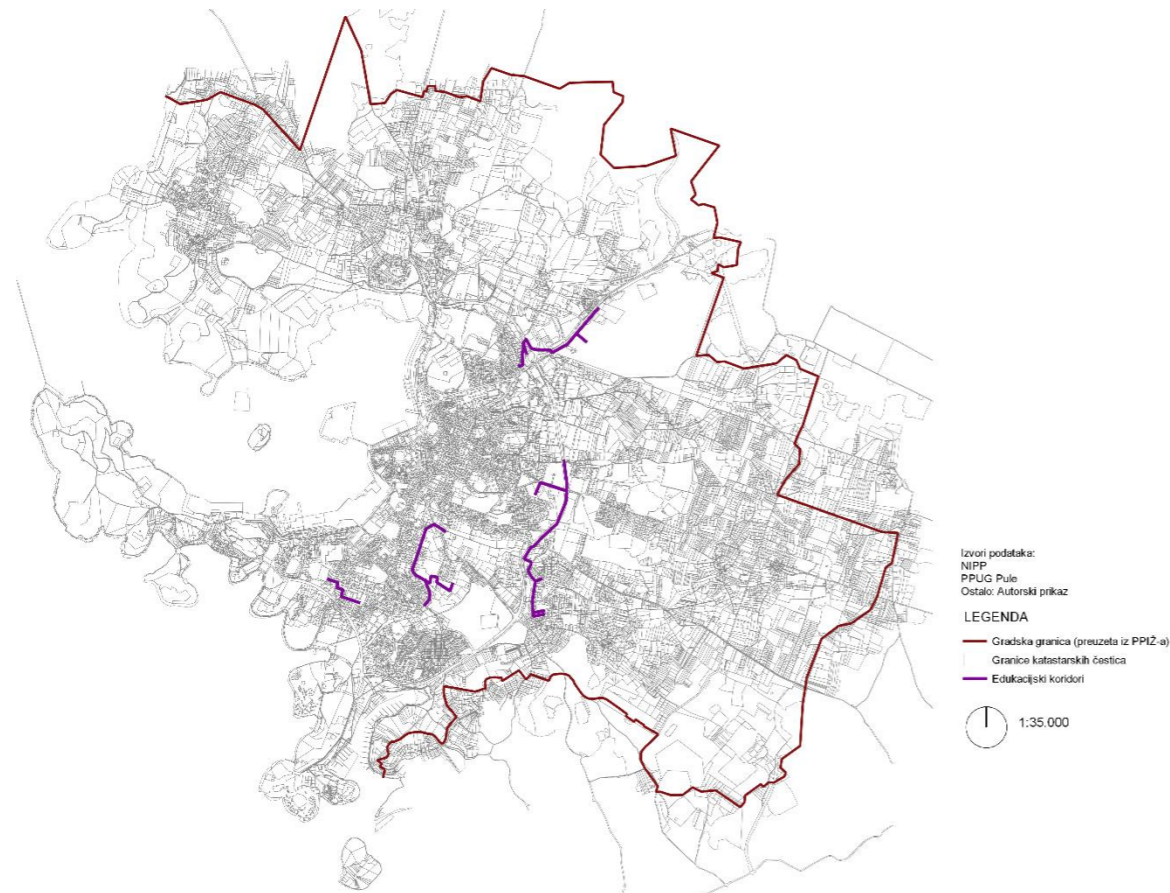 Izvori podataka:
NIPP
PPUG Pule
Ostalo: Autorski prikaz
LEGENDA
Gradska granica (preuzeta iz PPIŽ-a)
Granice katastarskih čestica
Edukacijski koridori
1:35.000